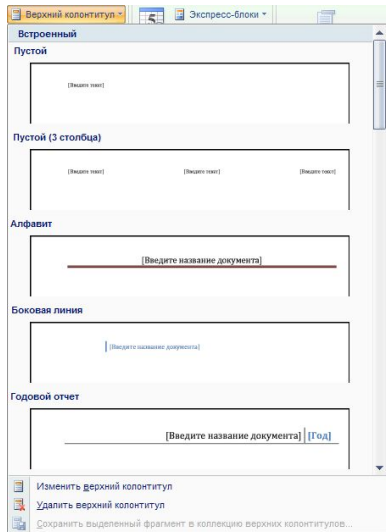 Верхний колонтитул
5
Экспресс-блоки
Встроенный
Пустой
[Введите текст]
Пустой (3 столбца)
[Введите текст] [Введите текст] [Введите текст]
Алфавит
[Введите название документа]
Боковая линия
[Введите название документа]
Годовой отчет
[Введите название документа] [Год]
Изменить верхний колонтитул
Удалить верхний колонтитул
Сохранить выделенный фрагмент в коллекцию верхних колонтитулов...